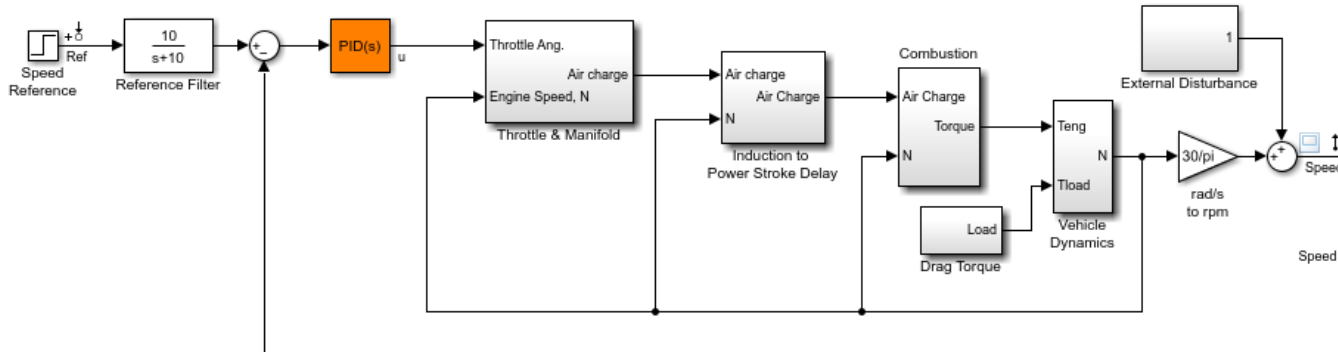 Ref
Speed
Reference
10
s+10
Reference Filter
PID(s)
u
Throttle Ang.
Air charge
Engine Speed, N
Throttle & Manifold
Air charge
Air Charge
N
Induction to
Power Stroke Delay
Combustion
Air Charge
Torque
N
Load
Drag Torque
Teng
N
Tload
Vehicle
Dynamics
1
External Disturbance
30/pi
rad/s
to rpm
Speed
Speed